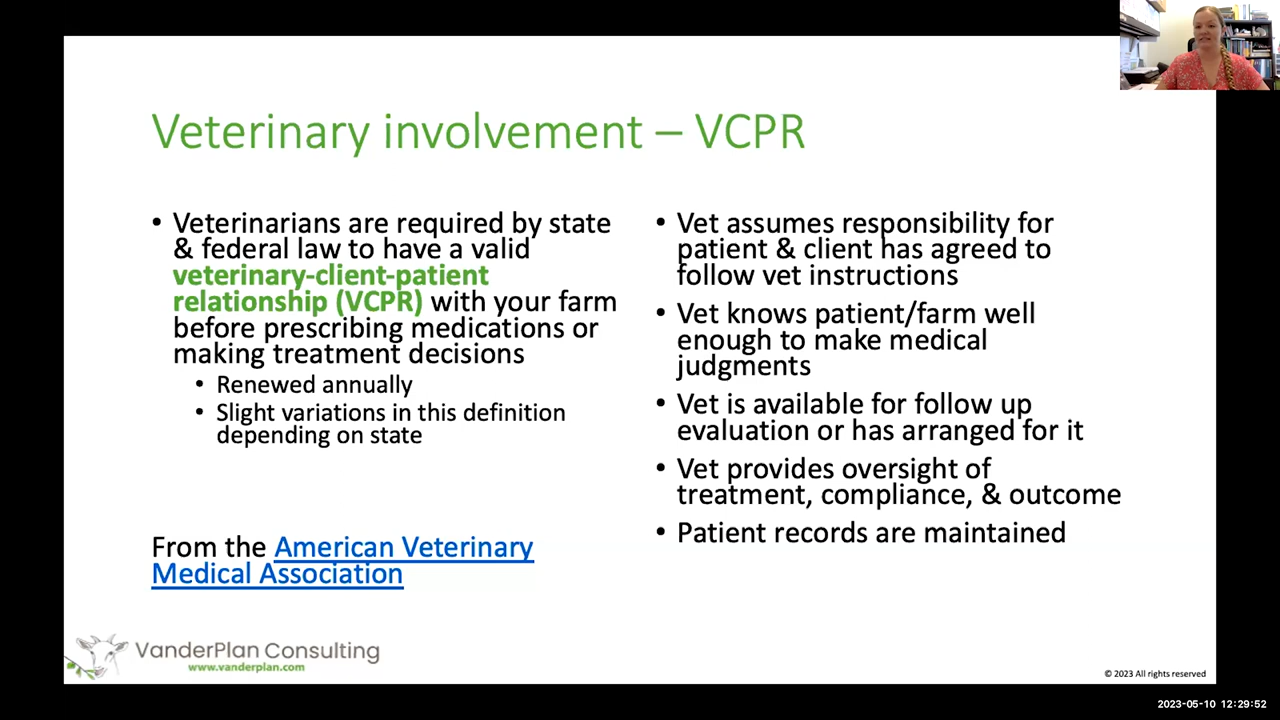 Veterinary involvement – VCPR
• Veterinarians are required by state
& federal law to have a valid
veterinary-client-patient
relationship (VCPR) with your farm
before prescribing medications or
making treatment decisions
• Renewed annually
• Slight variations in this definition
depending on state
From the American Veterinary
Medical Association
• Vet assumes responsibility for
patient & client has agreed to
follow vet instructions
• Vet knows patient/farm well
enough to make medical
judgments
• Vet is available for follow up
evaluation or has arranged for it
• Vet provides oversight of
treatment, compliance, & outcome
• Patient records are maintained
VanderPlan Consulting
www.vanderplan.com
© 2023 All rights reserved
2023-05-10 12:29:52